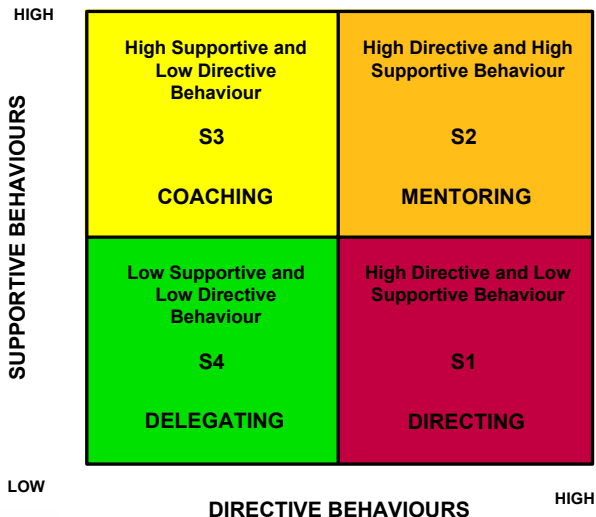 HIGH
SUPPORTIVE BEHAVIOURS
High Supportive and
Low Directive
Behaviour
S3
COACHING
High Directive and High
Supportive Behaviour
S2
MENTORING
Low Supportive and
Low Directive
Behaviour
S4
DELEGATING
High Directive and Low
Supportive Behaviour
S1
DIRECTING
LOW
DIRECTIVE BEHAVIOURS
HIGH